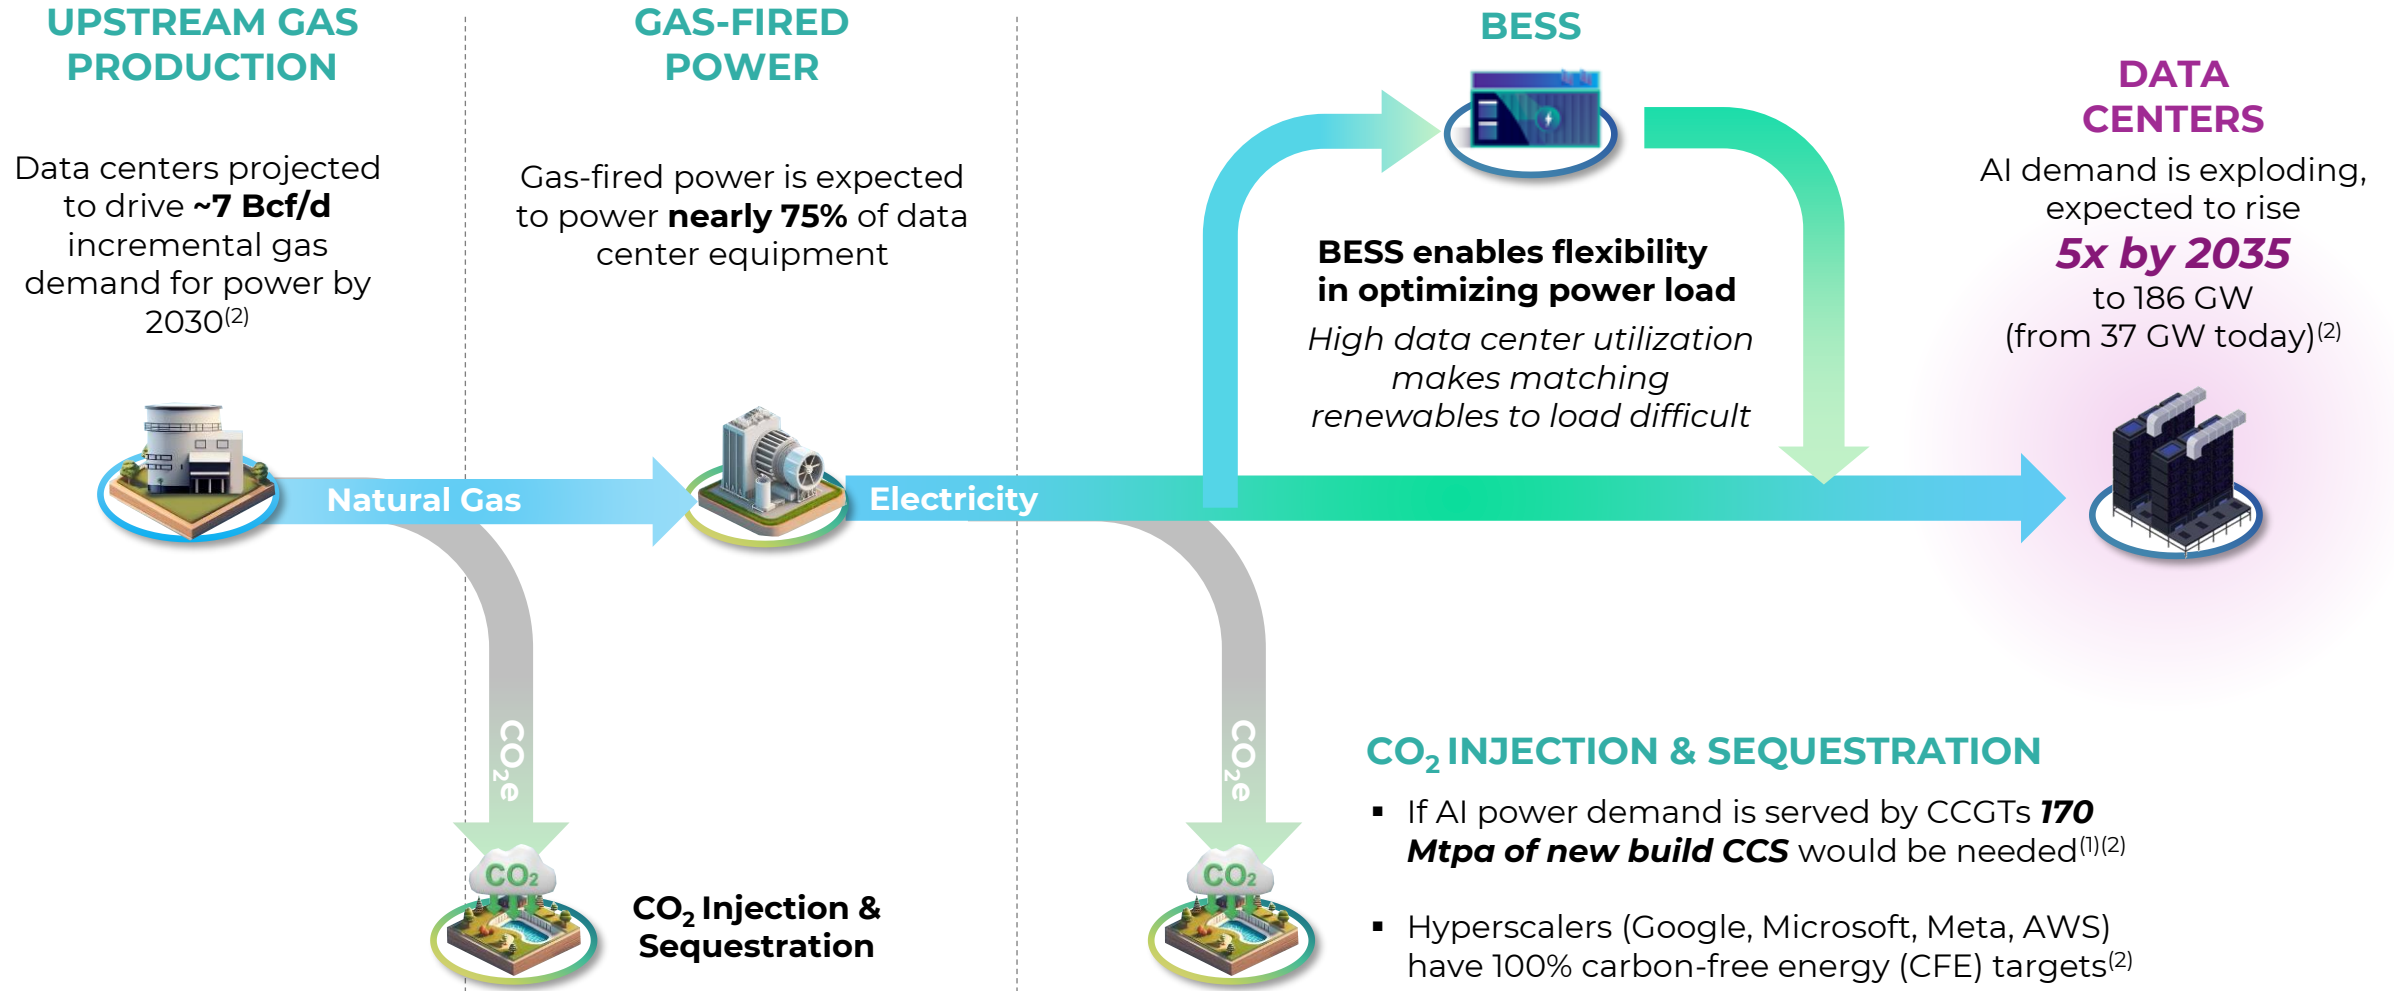 UPSTREAM GAS
PRODUCTION
Data centers projected
to drive ~7 Bcf/d
incremental gas
demand for power by
2030(2)
GAS-FIRED
POWER
Gas-fired power is expected
to power nearly 75% of data
center equipment
BESS
BESS enables flexibility
in optimizing power load
High data center utilization
makes matching
renewables to load difficult
DATA
CENTERS
AI demand is exploding,
expected to rise
5x by 2035
to 186 GW
(from 37 GW today)(2)
Natural Gas
Electricity
CO2e
CO2e
CO2
CO2 Injection &
Sequestration
CO2
CO2 INJECTION & SEQUESTRATION
▪ If AI power demand is served by CCGTs 170
Mtpa of new build CCS would be needed(1)(2)
▪ Hyperscalers (Google, Microsoft, Meta, AWS)
have 100% carbon-free energy (CFE) targets(2)